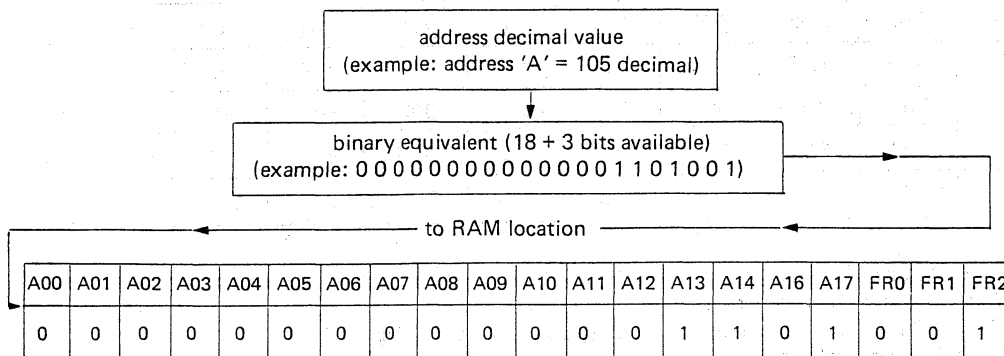 address decimal value
(example: address 'A' = 105 decimal)
binary equivalent (18 + 3 bits available)
(example: 0 0 0 0 0 0 0 0 0 0 0 0 0 0 1 1 0 1 0 0 1)
to RAM location
A00 A01 A02 A03 A04 A05 A06 A07 A08 A09 A10 A11 A12 A13 A14 A16 A17 FR0 FR1 FR2
0 0 0 0 0 0 0 0 0 0 0 0 0 1 1 0 1 0 0 1